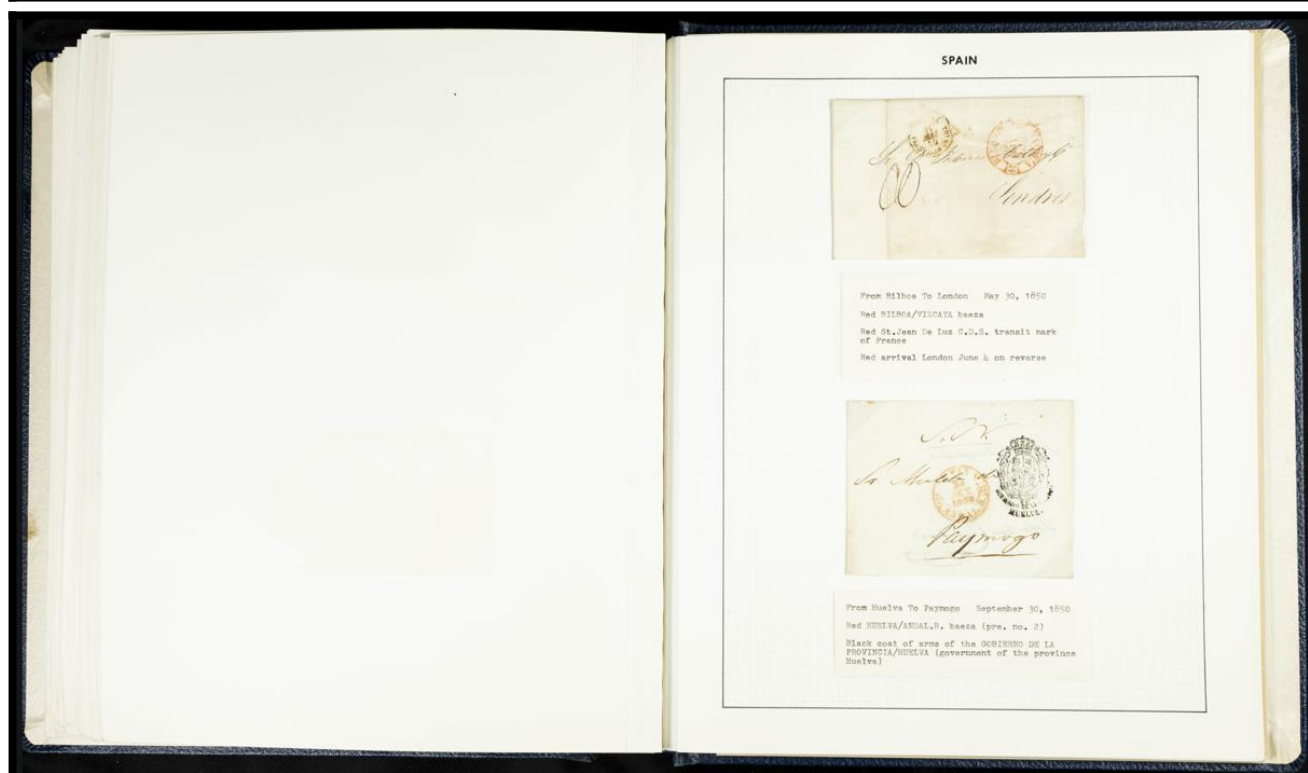 SPAIN
Londres
From Bilboa To London May 30, 1850
Red BILBOA/VIZCAYA baeza
Red St.Jean De Luz C.D.S. transit mark
of France
Red arrival London June 4 on reverse
S. N.
HUELVA.
Paymogo
From Huelva To Paymogo September 30, 1850
Red HUELVA/ANDAL.B. baeza (pre. no. 2)
Black coat of arms of the GOBIERNO DE LA
PROVINCIA/HUELVA (government of the province
Huelva)